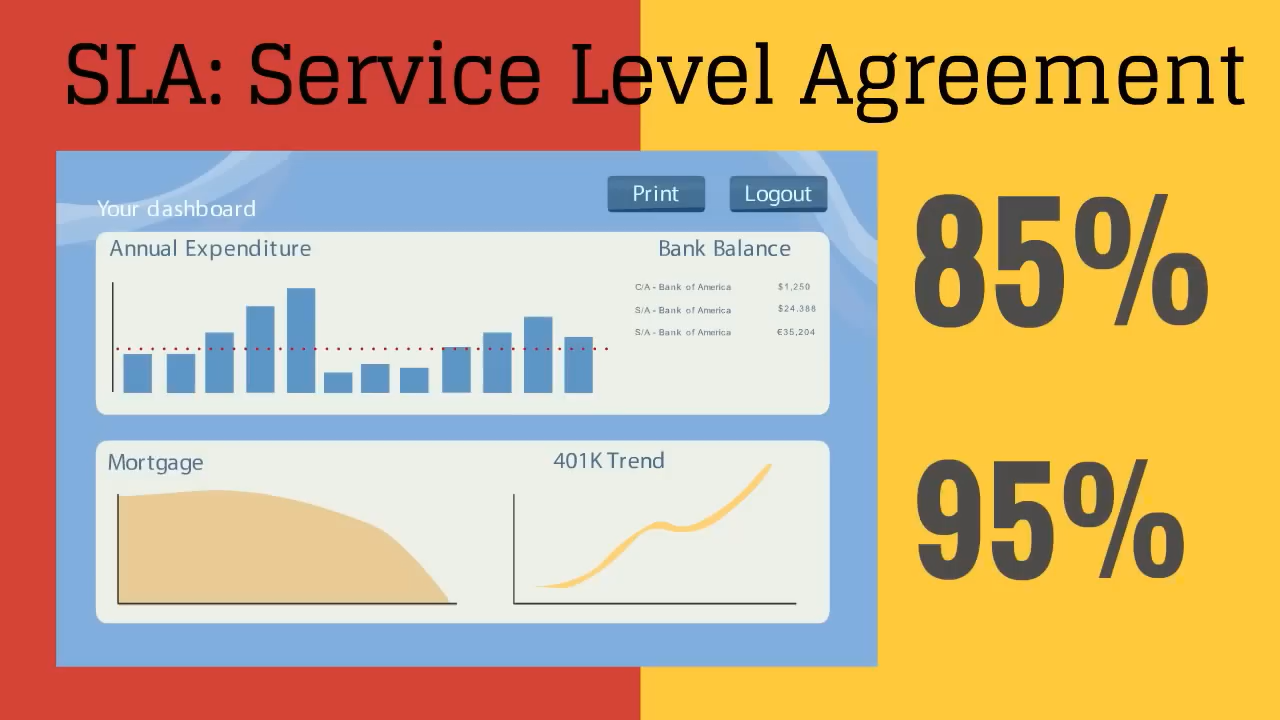 SLA: Service Level Agreement
Your dashboard
Print
Logout
Annual Expenditure
Bank Balance
C/A - Bank of America $1,250
S/A - Bank of America $24.388
S/A - Bank of America €35,204
Mortgage
401K Trend
85%
95%